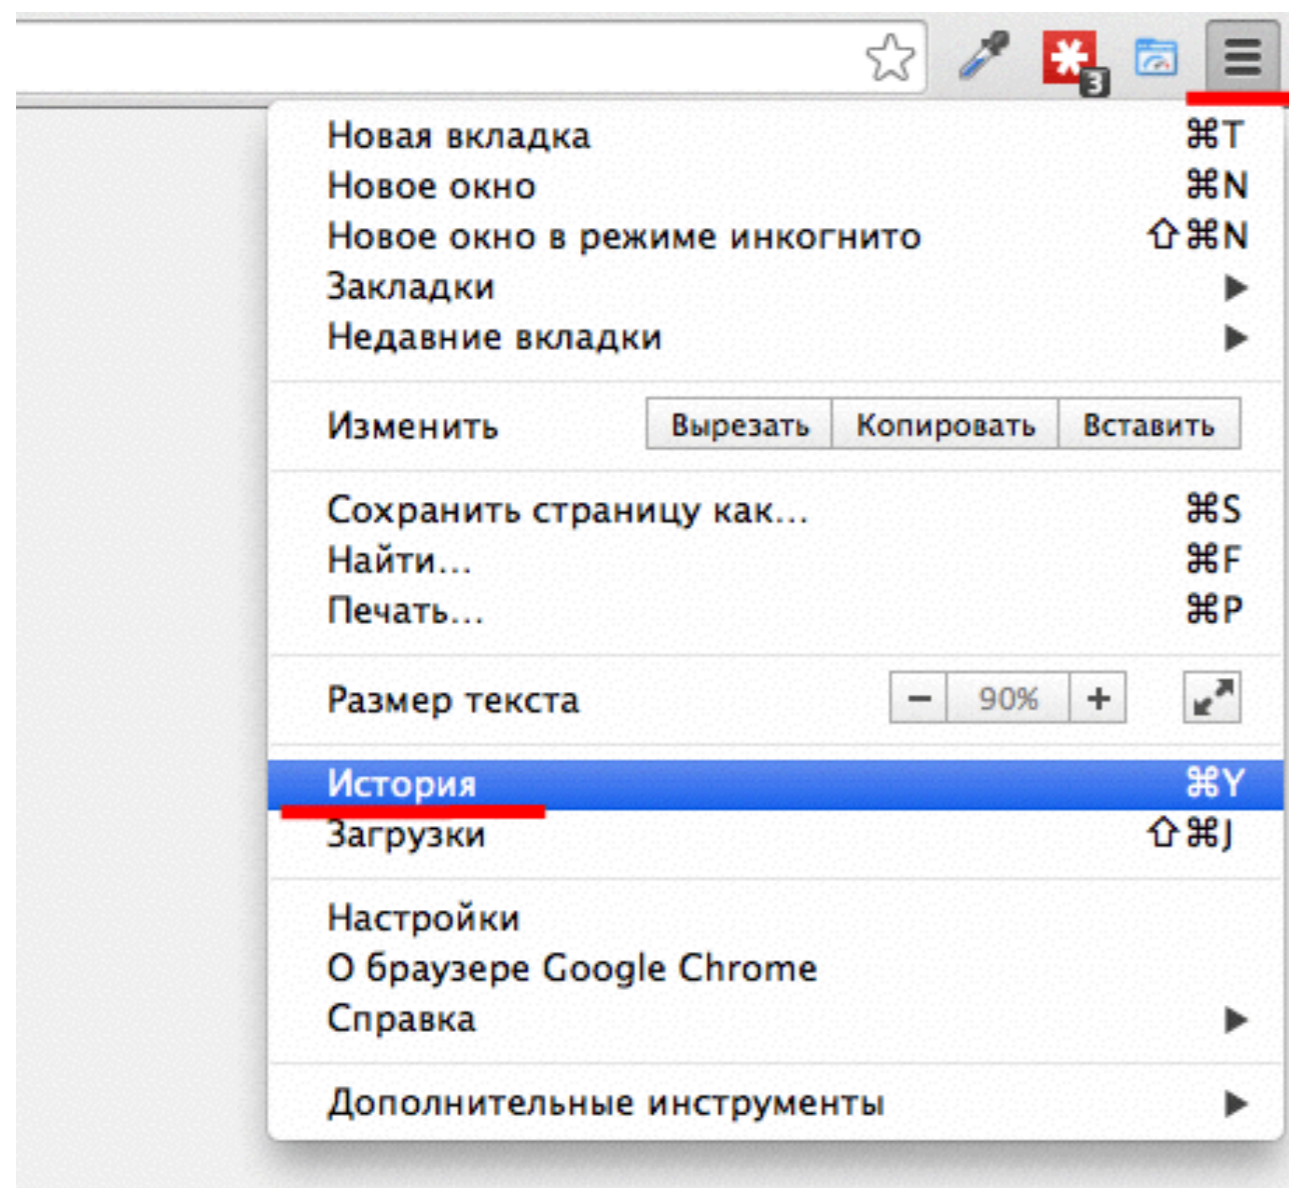 3
Новая вкладка ⌘T
Новое окно ⌘N
Новое окно в режиме инкогнито ⇧⌘N
Закладки ▶
Недавние вкладки ▶
Изменить Вырезать Копировать Вставить
Сохранить страницу как... ⌘S
Найти... ⌘F
Печать... ⌘P
Размер текста − 90% +
История ⌘Y
Загрузки ⇧⌘J
Настройки
О браузере Google Chrome
Справка ▶
Дополнительные инструменты ▶